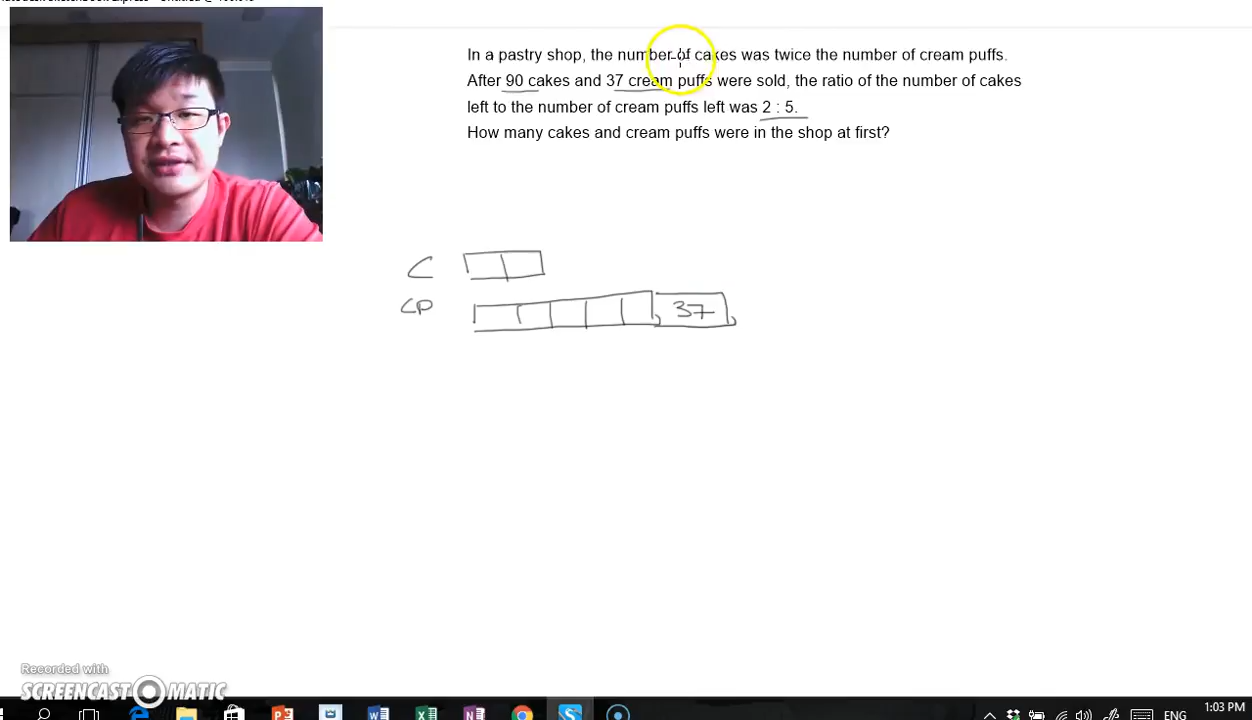 In a pastry shop, the number of cakes was twice the number of cream puffs.
After 90 cakes and 37 cream puffs were sold, the ratio of the number of cakes
left to the number of cream puffs left was 2 : 5.
How many cakes and cream puffs were in the shop at first?
C
CP
37
Recorded with
SCREENCAST MATIC
1:03 PM
ENG